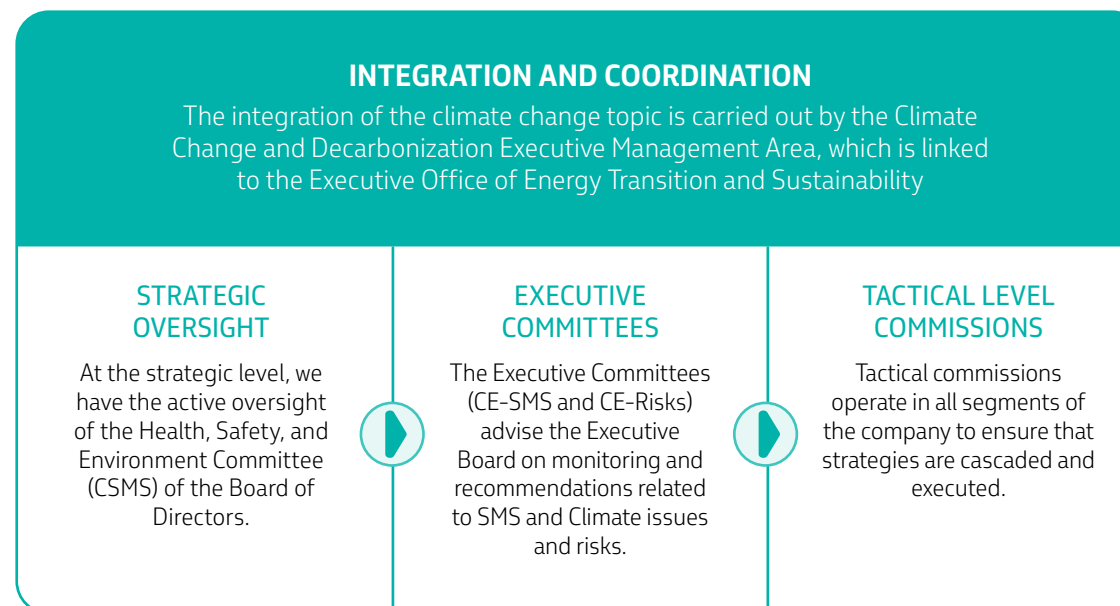 INTEGRATION AND COORDINATION
The integration of the climate change topic is carried out by the Climate
Change and Decarbonization Executive Management Area, which is linked
to the Executive Office of Energy Transition and Sustainability
STRATEGIC
OVERSIGHT
At the strategic level, we
have the active oversight
of the Health, Safety, and
Environment Committee
(CSMS) of the Board of
Directors.
EXECUTIVE
COMMITTEES
The Executive Committees
(CE-SMS and CE-Risks)
advise the Executive
Board on monitoring and
recommendations related
to SMS and Climate issues
and risks.
TACTICAL LEVEL
COMMISSIONS
Tactical commissions
operate in all segments of
the company to ensure that
strategies are cascaded and
executed.